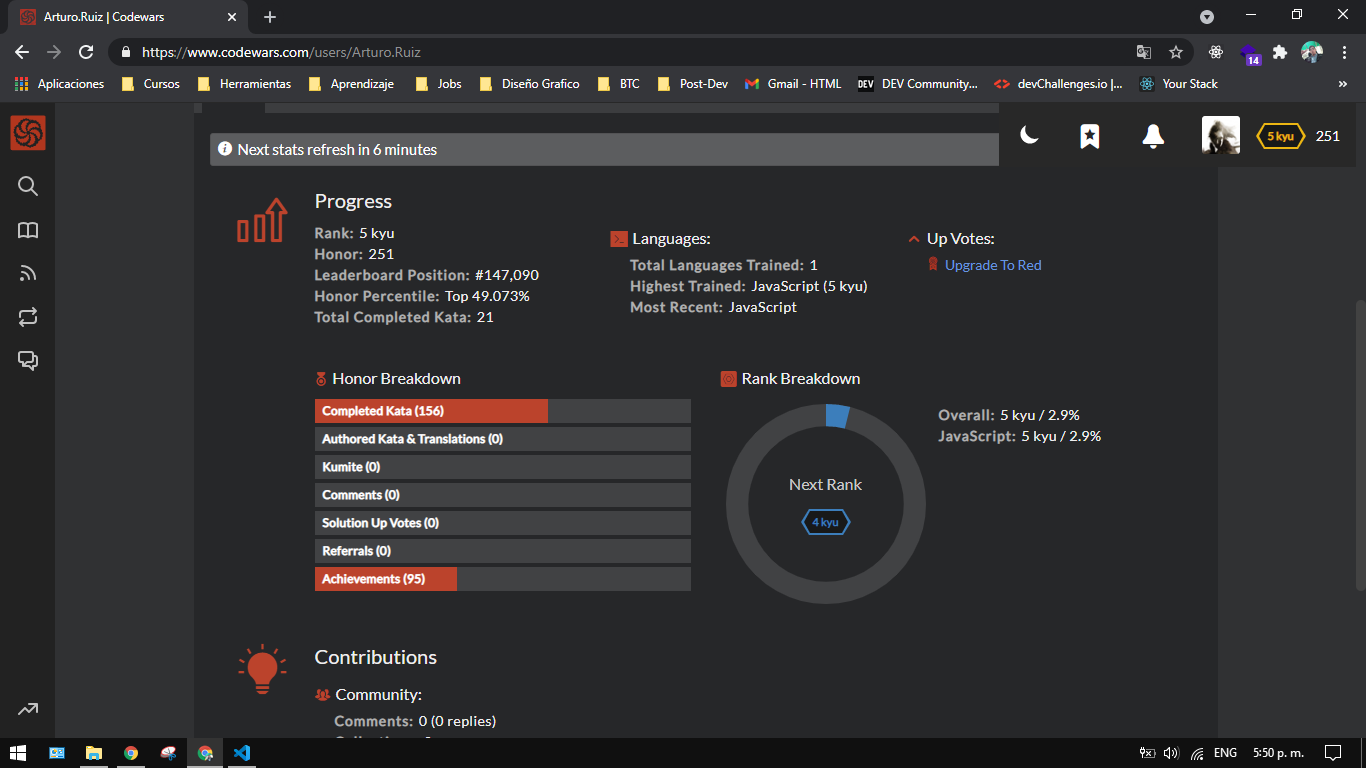 Arturo.Ruiz | Codewars
https://www.codewars.com/users/Arturo.Ruiz
14
Aplicaciones Cursos Herramientas Aprendizaje Jobs Diseño Grafico BTC Post-Dev Gmail - HTML DEV DEV Community... devChallenges.io |... Your Stack »
Next stats refresh in 6 minutes
5 kyu 251
Progress
Rank: 5 kyu
Honor: 251
Leaderboard Position: #147,090
Honor Percentile: Top 49.073%
Total Completed Kata: 21
Languages:
Total Languages Trained: 1
Highest Trained: JavaScript (5 kyu)
Most Recent: JavaScript
Up Votes:
Upgrade To Red
Honor Breakdown
Completed Kata (156)
Authored Kata & Translations (0)
Kumite (0)
Comments (0)
Solution Up Votes (0)
Referrals (0)
Achievements (95)
Rank Breakdown
Next Rank
4 kyu
Overall: 5 kyu / 2.9%
JavaScript: 5 kyu / 2.9%
Contributions
Community:
Comments: 0 (0 replies)
ENG 5:50 p. m.